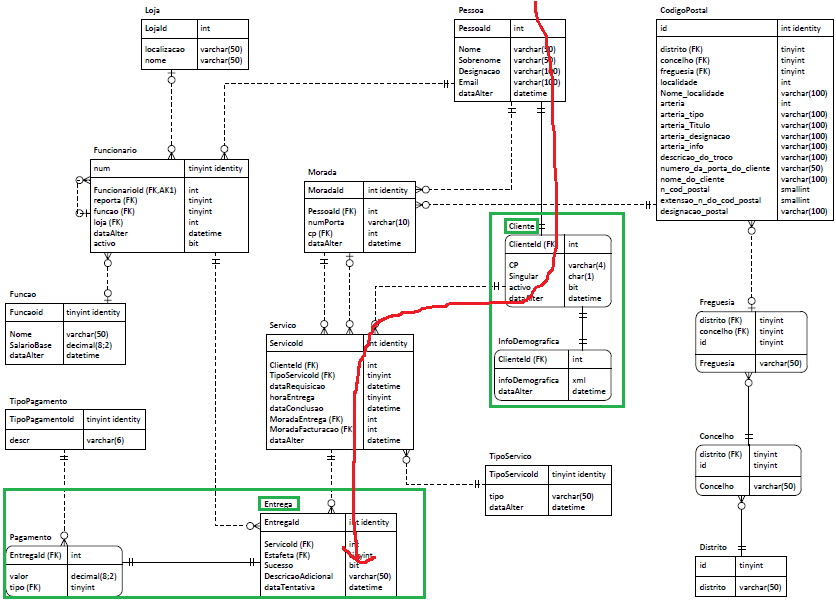 Loja
LojaId int
localizacao varchar(50)
nome varchar(50)
Pessoa
PessoaId int
Nome varchar(50)
Sobrenome varchar(50)
Designacao varchar(100)
Email varchar(100)
dataAlter datetime
CodigoPostal
id int identity
distrito (FK) tinyint
concelho (FK) tinyint
freguesia (FK) tinyint
localidade int
Nome_localidade varchar(100)
arteria int
arteria_tipo varchar(100)
arteria_Titulo varchar(100)
arteria_designacao varchar(100)
arteria_info varchar(100)
descricao_do_troco varchar(100)
numero_da_porta_do_cliente varchar(50)
nome_do_cliente varchar(100)
n_cod_postal smallint
extensao_n_do_cod_postal smallint
designacao_postal varchar(100)
Funcionario
num tinyint identity
FuncionarioId (FK,AK1) int
reporta (FK) tinyint
funcao (FK) tinyint
loja (FK) int
dataAlter datetime
activo bit
Morada
MoradaId int identity
PessoaId (FK) int
numPorta varchar(10)
cp (FK) int
dataAlter datetime
Cliente
ClienteId (FK) int
CP varchar(4)
Singular char(1)
activo bit
dataAlter datetime
Funcao
Funcaoid tinyint identity
Nome varchar(50)
SalarioBase decimal(8;2)
dataAlter datetime
Servico
ServicoId int identity
ClienteId (FK) int
TipoServicoId (FK) tinyint
dataRequisicao datetime
horaEntrega tinyint
dataConclusao datetime
MoradaEntrega (FK) int
MoradaFacturacao (FK) int
dataAlter datetime
InfoDemografica
ClienteId (FK) int
infoDemografica xml
dataAlter datetime
Freguesia
distrito (FK) tinyint
concelho (FK) tinyint
id tinyint
Freguesia varchar(50)
TipoPagamento
TipoPagamentoId tinyint identity
descr varchar(6)
TipoServico
TipoServicoId tinyint identity
tipo varchar(50)
dataAlter datetime
Concelho
distrito (FK) tinyint
id tinyint
Concelho varchar(50)
Entrega
EntregaId int identity
ServicoId (FK) int
Estafeta (FK) tinyint
Sucesso bit
DescricaoAdicional varchar(50)
dataTentativa datetime
Pagamento
EntregaId (FK) int
valor decimal(8;2)
tipo (FK) tinyint
Distrito
id tinyint
distrito varchar(50)